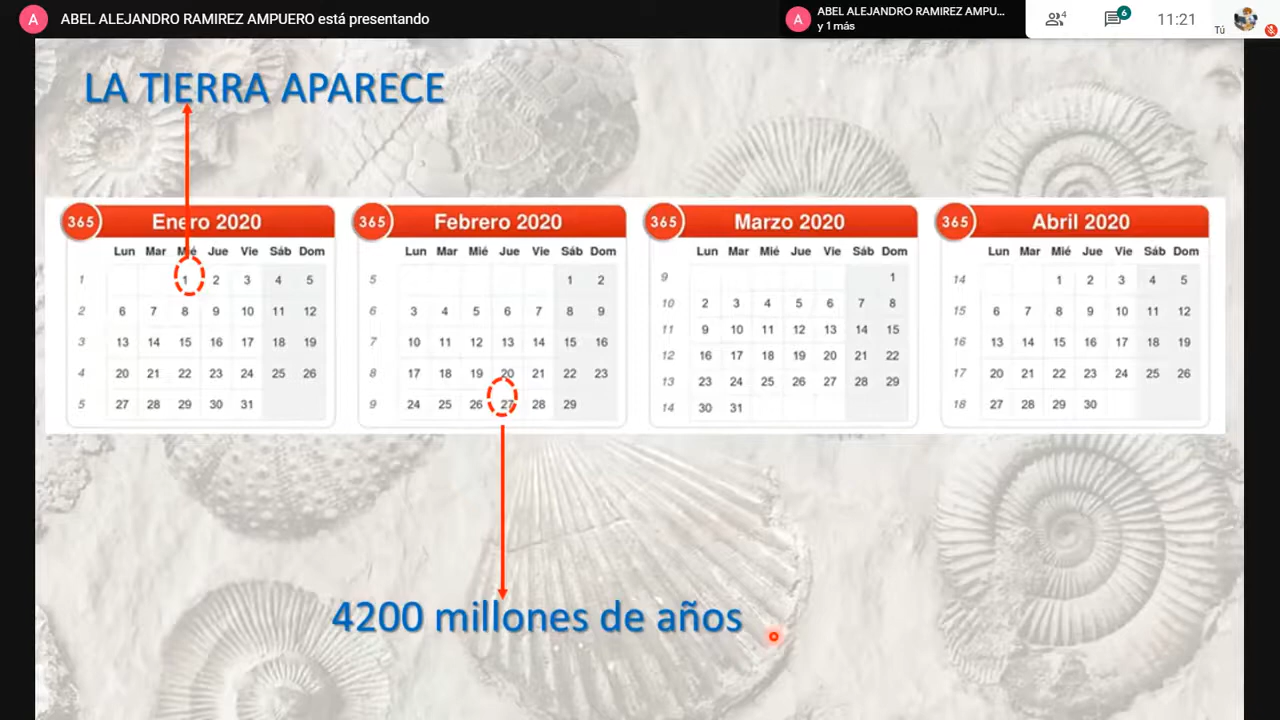 ABEL ALEJANDRO RAMIREZ AMPUERO está presentando
ABEL ALEJANDRO RAMIREZ AMPU...
y 1 más
4
6
11:21
Tú
A
A
LA TIERRA APARECE
365 Enero 2020
Lun Mar Mié Jue Vie Sáb Dom
1 1 2 3 4 5
2 6 7 8 9 10 11 12
3 13 14 15 16 17 18 19
4 20 21 22 23 24 25 26
5 27 28 29 30 31
365 Febrero 2020
Lun Mar Mié Jue Vie Sáb Dom
5 1 2
6 3 4 5 6 7 8 9
7 10 11 12 13 14 15 16
8 17 18 19 20 21 22 23
9 24 25 26 27 28 29
365 Marzo 2020
Lun Mar Mié Jue Vie Sáb Dom
9 1
10 2 3 4 5 6 7 8
11 9 10 11 12 13 14 15
12 16 17 18 19 20 21 22
13 23 24 25 26 27 28 29
14 30 31
365 Abril 2020
Lun Mar Mié Jue Vie Sáb Dom
14 1 2 3 4 5
15 6 7 8 9 10 11 12
16 13 14 15 16 17 18 19
17 20 21 22 23 24 25 26
18 27 28 29 30
4200 millones de años